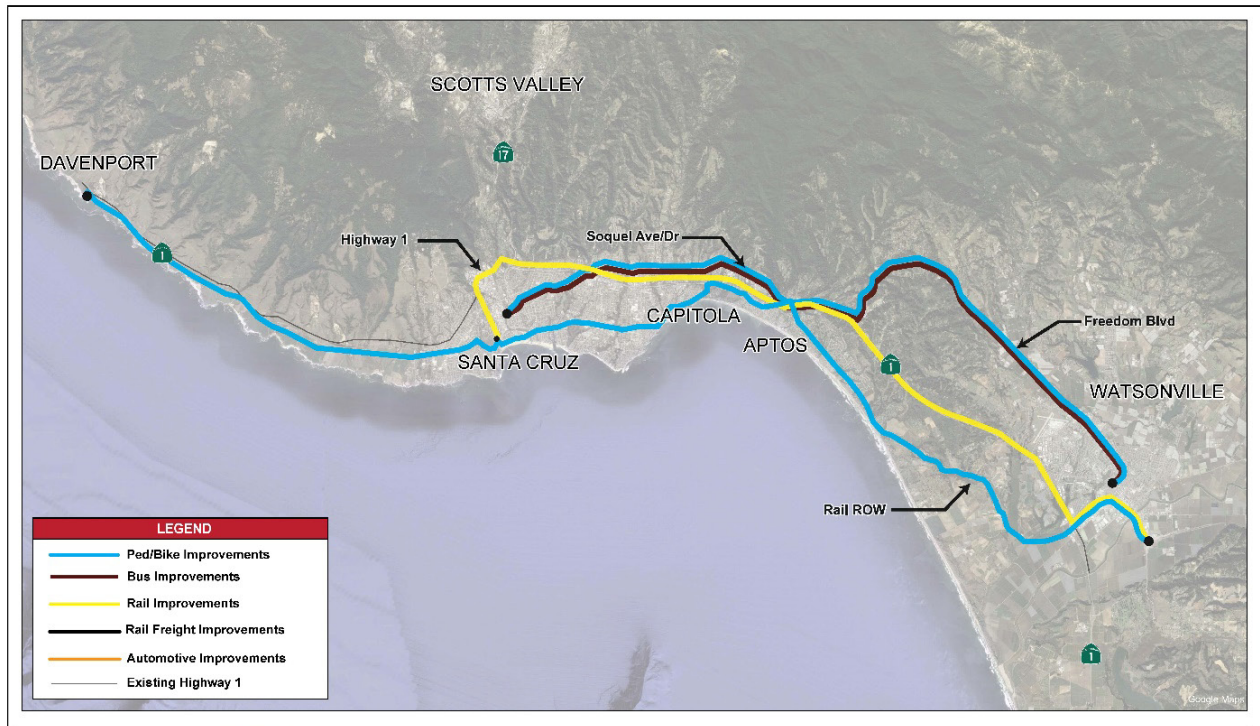 SCOTTS VALLEY
17
DAVENPORT
1
Highway 1
Soquel Ave/Dr
CAPITOLA
SANTA CRUZ
APTOS
1
Freedom Blvd
WATSONVILLE
Rail ROW
LEGEND
Ped/Bike Improvements
Bus Improvements
Rail Improvements
Rail Freight Improvements
Automotive Improvements
Existing Highway 1
1
Google Maps